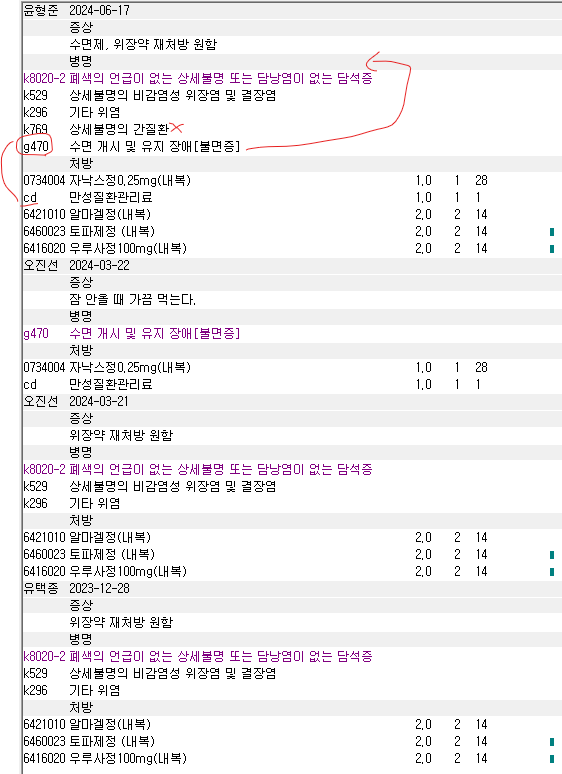 윤형준 2024-06-17
증상
수면제, 위장약 재처방 원함
병명
k8020-2 폐색의 언급이 없는 상세불명 또는 담낭염이 없는 담석증
k529 상세불명의 비감염성 위장염 및 결장염
k296 기타 위염
k769 상세불명의 간질환
g470 수면 개시 및 유지 장애[불면증]
처방
0734004 자낙스정0.25mg(내복) 1.0 1 28
cd 만성질환관리료 1.0 1 1
6421010 알마겔정(내복) 2.0 2 14
6460023 토파제정 (내복) 2.0 2 14
6416020 우루사정100mg(내복) 2.0 2 14
오진선 2024-03-22
증상
잠 안올 때 가끔 먹는다.
병명
g470 수면 개시 및 유지 장애[불면증]
처방
0734004 자낙스정0.25mg(내복) 1.0 1 28
cd 만성질환관리료 1.0 1 1
오진선 2024-03-21
증상
위장약 재처방 원함
병명
k8020-2 폐색의 언급이 없는 상세불명 또는 담낭염이 없는 담석증
k529 상세불명의 비감염성 위장염 및 결장염
k296 기타 위염
처방
6421010 알마겔정(내복) 2.0 2 14
6460023 토파제정 (내복) 2.0 2 14
6416020 우루사정100mg(내복) 2.0 2 14
유택종 2023-12-28
증상
위장약 재처방 원함
병명
k8020-2 폐색의 언급이 없는 상세불명 또는 담낭염이 없는 담석증
k529 상세불명의 비감염성 위장염 및 결장염
k296 기타 위염
처방
6421010 알마겔정(내복) 2.0 2 14
6460023 토파제정 (내복) 2.0 2 14
6416020 우루사정100mg(내복) 2.0 2 14